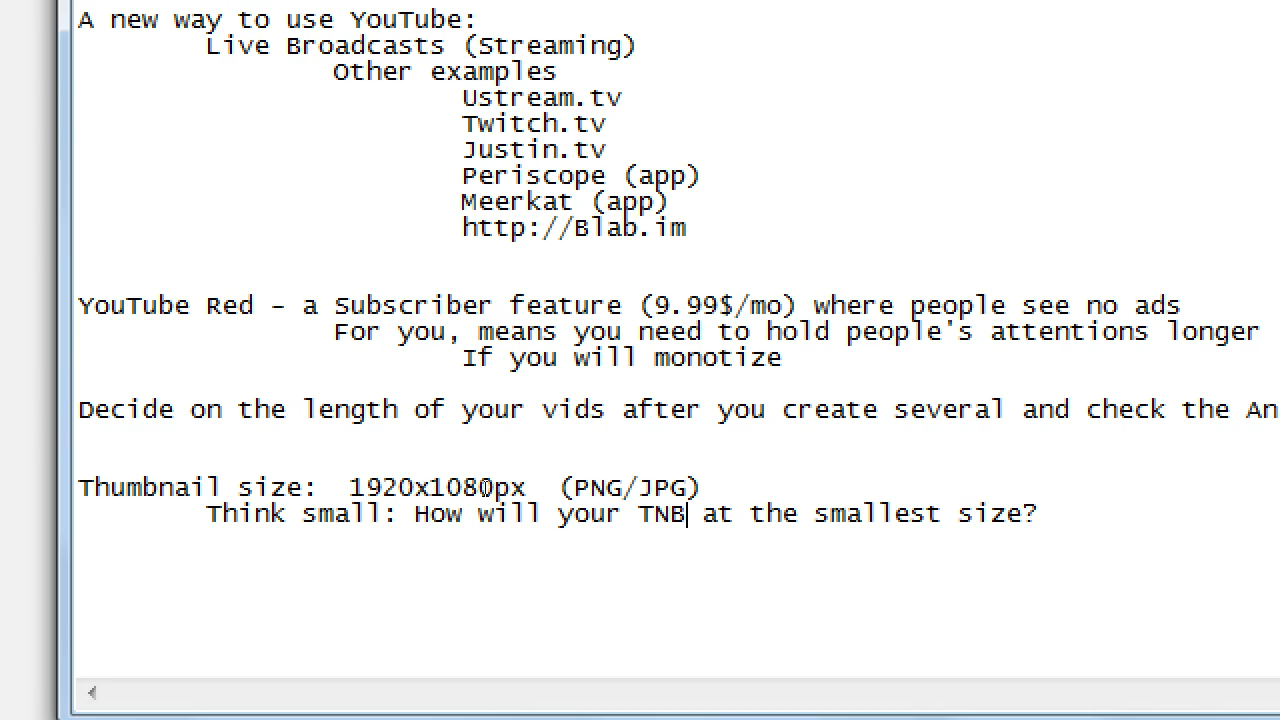 A new way to use YouTube:
Live Broadcasts (Streaming)
Other examples
Ustream.tv
Twitch.tv
Justin.tv
Periscope (app)
Meerkat (app)
http://Blab.im
YouTube Red - a Subscriber feature (9.99$/mo) where people see no ads
For you, means you need to hold people's attentions longer
If you will monotize
Decide on the length of your vids after you create several and check the An
Thumbnail size: 1920x1080px (PNG/JPG)
Think small: How will your TNB at the smallest size?